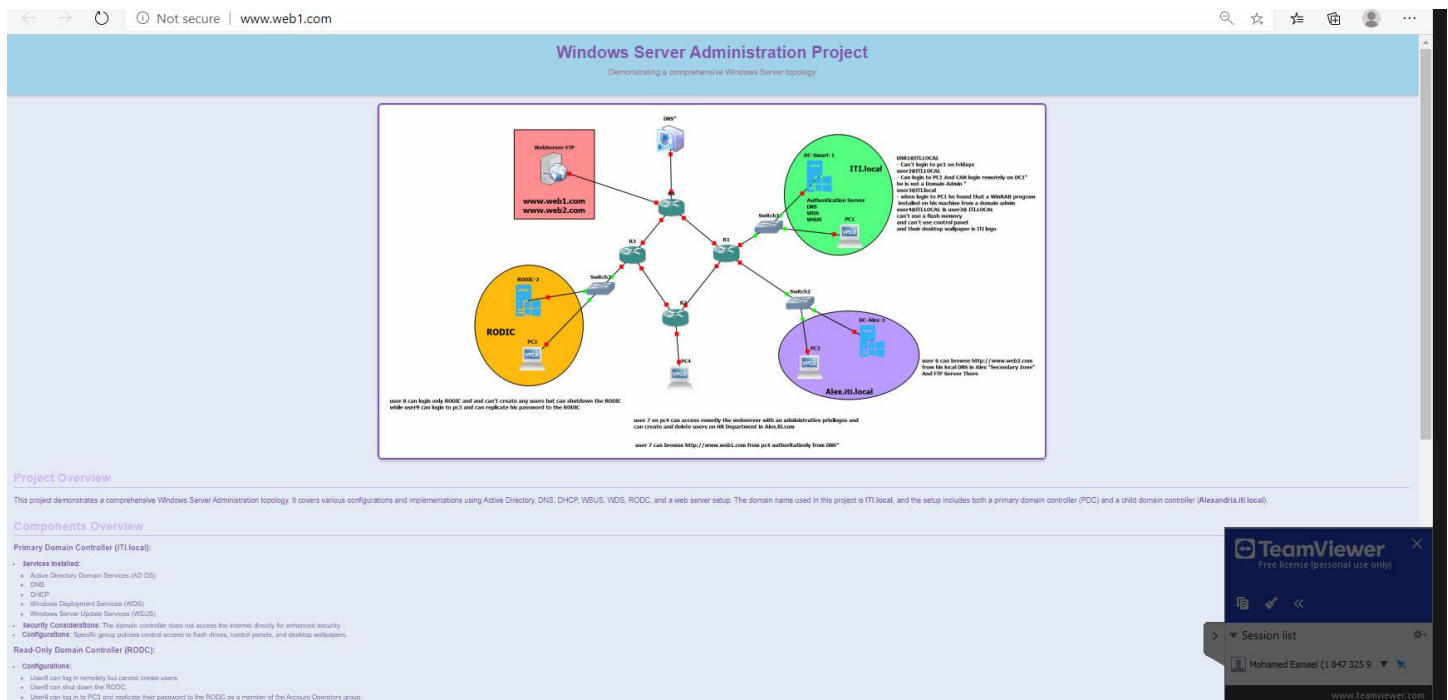 Not secure
www.web1.com
Windows Server Administration Project
Demonstrating a comprehensive Windows Server topology
DNS"
WebServer-FTP
www.web1.com
www.web2.com
DC-Smart-1
ITI.local
Authentication Server
DNS
WDS
WSUS
PC1
VPCS
Switch1
USR1@ITI.LOCAL
- Can't login to pc1 on Fridays
user2@ITI.LOCAL
- Can login to PC1 And CAN login remotely on DC1"
he is not a Domain Admin "
user3@ITI.local
- when login to PC1 he found that a WinRAR program
installed on his machine from a domain admin
user4@ITI.LOCAL & user3@ ITI.LOCAL
can't use a flash memory
and can't use control panel
and their desktop wallpaper is ITI logo
R3
R1
Switch3
RODIC-2
RODIC
PC3
VPCS
R2
PC4
VPCS
Switch2
DC-Alex-1
PC2
VPCS
Alex.iti.local
user 6 can browse http://www.web2.com
from his local DNS in Alex "Secondary Zone"
And FTP Server There
user 8 can login only RODIC and and can't create any users but can shutdown the RODIC
while user9 can login to pc3 and can replicate his password to the RODIC
user 7 on pc4 can access remotly the webserver with an administrative privileges and
can create and delete users on HR Department in Alex.iti.com
user 7 can browse http://www.web1.com from pc4 authoritatively from DNS"
Project Overview
This project demonstrates a comprehensive Windows Server Administration topology. It covers various configurations and implementations using Active Directory, DNS, DHCP, WSUS, WDS, RODC, and a web server setup. The domain name used in this project is ITI.local, and the setup includes both a primary domain controller (PDC) and a child domain controller (Alexandria.iti.local).
Components Overview
Primary Domain Controller (ITI.local):
Services Installed:
Active Directory Domain Services (AD DS)
DNS
DHCP
Windows Deployment Services (WDS)
Windows Server Update Services (WSUS)
Security Considerations: The domain controller does not access the internet directly for enhanced security.
Configurations: Specific group policies control access to flash drives, control panels, and desktop wallpapers.
Read-Only Domain Controller (RODC):
Configurations:
User8 can log in remotely but cannot create users.
User8 can shut down the RODC.
User9 can log in to PC3 and replicate their password to the RODC as a member of the Account Operators group.
TeamViewer
Free license (personal use only)
Session list
Mohamed Esmael (1 847 325 9
www.teamviewer.com